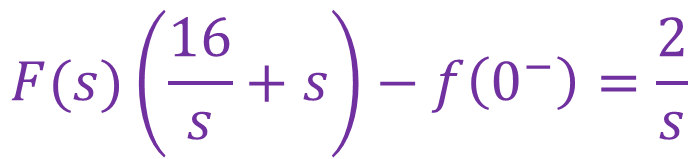 F(s)(16/s + s) − f(0⁻) = 2/s